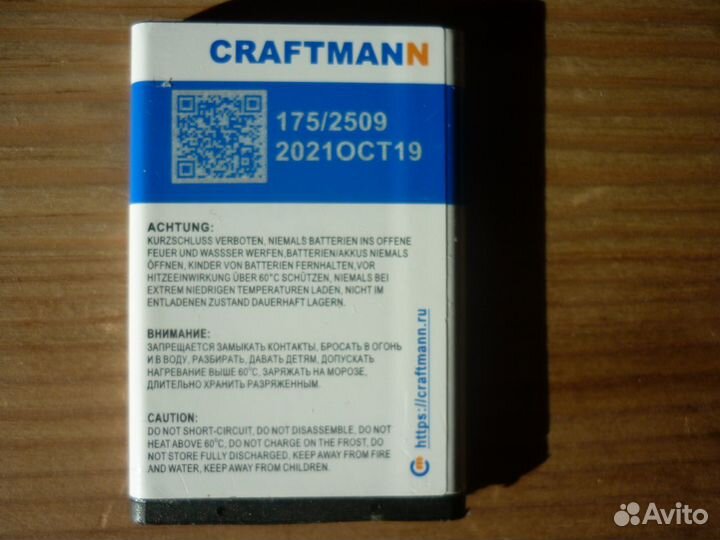 CRAFTMANN
175/2509
2021OCT19
ACHTUNG:
KURZSCHLUSS VERBOTEN, NIEMALS BATTERIEN INS OFFENE
FEUER UND WASSSER WERFEN,BATTERIEN/AKKUS NIEMALS
ÖFFNEN, KINDER VON BATTERIEN FERNHALTEN,VOR
HITZEEINWIRKUNG ÜBER 60°C SCHÜTZEN, NIEMALS BEI
EXTREM NIEDRIGEN TEMPERATUREN LADEN, NICHT IM
ENTLADENEN ZUSTAND DAUERHAFT LAGERN.
ВНИМАНИЕ:
ЗАПРЕЩАЕТСЯ ЗАМЫКАТЬ КОНТАКТЫ, БРОСАТЬ В ОГОНЬ
И В ВОДУ, РАЗБИРАТЬ, ДАВАТЬ ДЕТЯМ, ДОПУСКАТЬ
НАГРЕВАНИЕ ВЫШЕ 60°C, ЗАРЯЖАТЬ НА МОРОЗЕ,
ДЛИТЕЛЬНО ХРАНИТЬ РАЗРЯЖЕННЫМ.
CAUTION:
DO NOT SHORT-CIRCUIT, DO NOT DISASSEMBLE, DO NOT
HEAT ABOVE 60°C, DO NOT CHARGE ON THE FROST, DO
NOT STORE FULLY DISCHARGED, KEEP AWAY FROM FIRE
AND WATER, KEEP AWAY FROM CHILDREN.
https://craftmann.ru
Avito